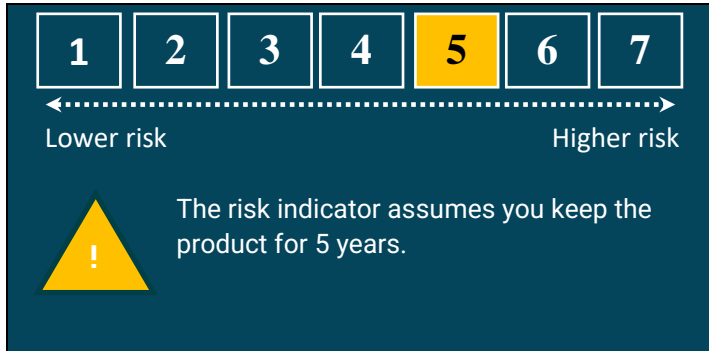 1 2 3 4 5 6 7
Lower risk Higher risk
The risk indicator assumes you keep the
product for 5 years.
!